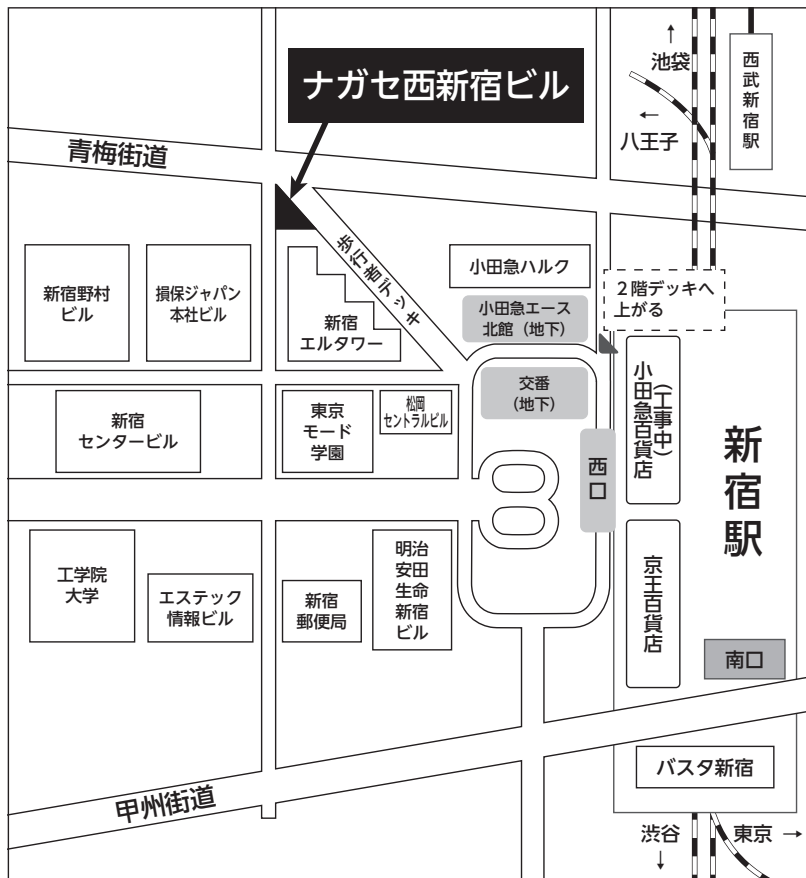 ↑
池袋
西武新宿駅
ナガセ西新宿ビル
←
八王子
青梅街道
歩行者デッキ
小田急ハルク
新宿野村
ビル
損保ジャパン
本社ビル
新宿
エルタワー
小田急エース
北館（地下）
２階デッキへ
上がる
交番
（地下）
新宿
センタービル
東京
モード
学園
松岡
セントラルビル
西口
小田急百貨店
（工事中）
新宿駅
工学院
大学
エステック
情報ビル
新宿
郵便局
明治
安田
生命
新宿
ビル
京王百貨店
南口
バスタ新宿
甲州街道
渋谷
↓
東京 →